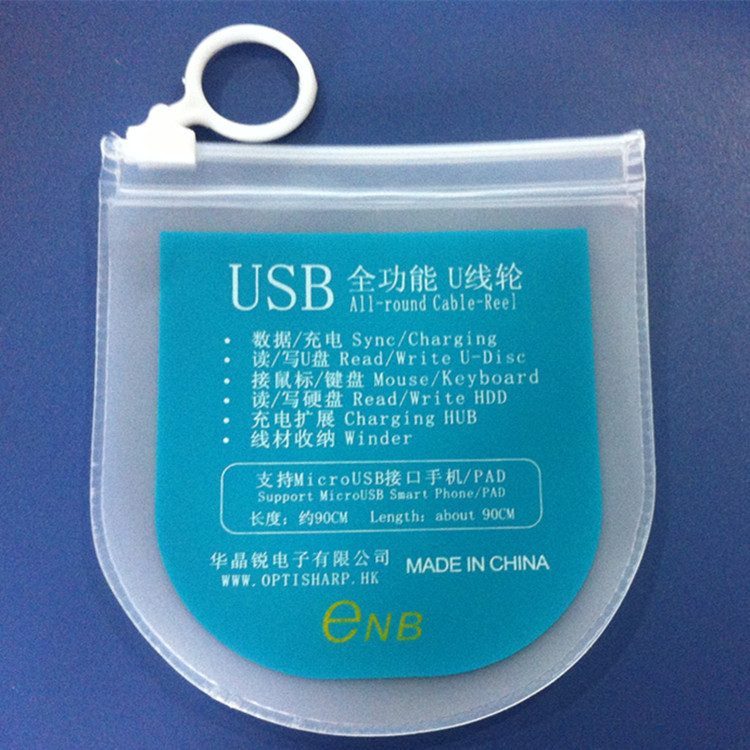 USB 全功能 U线轮
All-round Cable-Reel
• 数据/充电 Sync/Charging
• 读/写U盘 Read/Write U-Disc
• 接鼠标/键盘 Mouse/Keyboard
• 读/写硬盘 Read/Write HDD
• 充电扩展 Charging HUB
• 线材收纳 Winder
支持MicroUSB接口手机/PAD
Support MicroUSB Smart Phone/PAD
长度：约90CM Length: about 90CM
华晶锐电子有限公司 MADE IN CHINA
WWW.OPTISHARP.HK
eNB